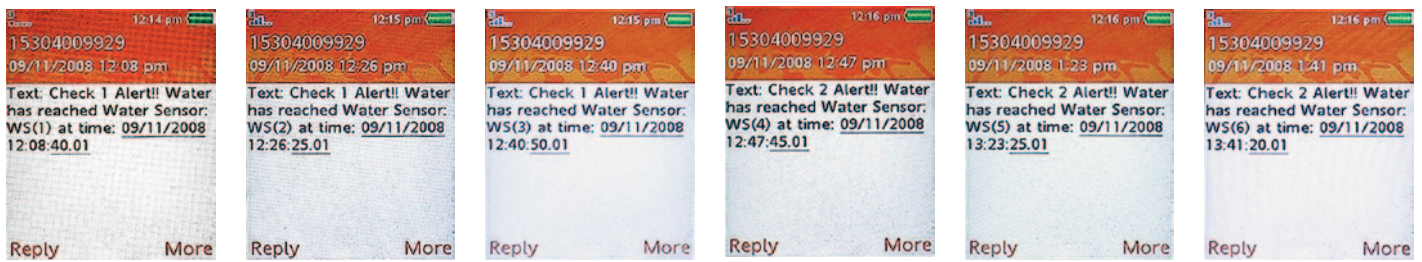 12:14 pm
15304009929
09/11/2008 12:08 pm
Text: Check 1 Alert!! Water
has reached Water Sensor:
WS(1) at time: 09/11/2008
12:08:40.01
Reply More
12:15 pm
15304009929
09/11/2008 12:26 pm
Text: Check 1 Alert!! Water
has reached Water Sensor:
WS(2) at time: 09/11/2008
12:26:25.01
Reply More
12:15 pm
15304009929
09/11/2008 12:40 pm
Text: Check 1 Alert!! Water
has reached Water Sensor:
WS(3) at time: 09/11/2008
12:40:50.01
Reply More
12:16 pm
15304009929
09/11/2008 12:47 pm
Text: Check 2 Alert!! Water
has reached Water Sensor:
WS(4) at time: 09/11/2008
12:47:45.01
Reply More
12:16 pm
15304009929
09/11/2008 1:23 pm
Text: Check 2 Alert!! Water
has reached Water Sensor:
WS(5) at time: 09/11/2008
13:23:25.01
Reply More
12:16 pm
15304009929
09/11/2008 1:41 pm
Text: Check 2 Alert!! Water
has reached Water Sensor:
WS(6) at time: 09/11/2008
13:41:20.01
Reply More